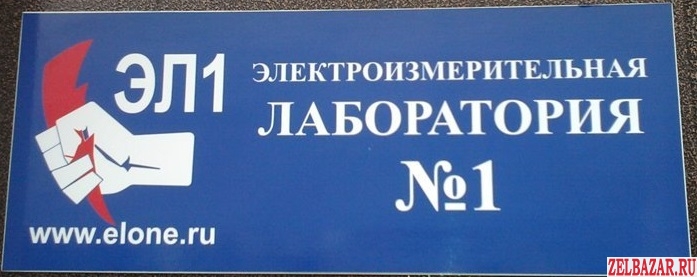 ЭЛ1
www.elone.ru
ЭЛЕКТРОИЗМЕРИТЕЛЬНАЯ
ЛАБОРАТОРИЯ
№1
ZELBAZAR.RU